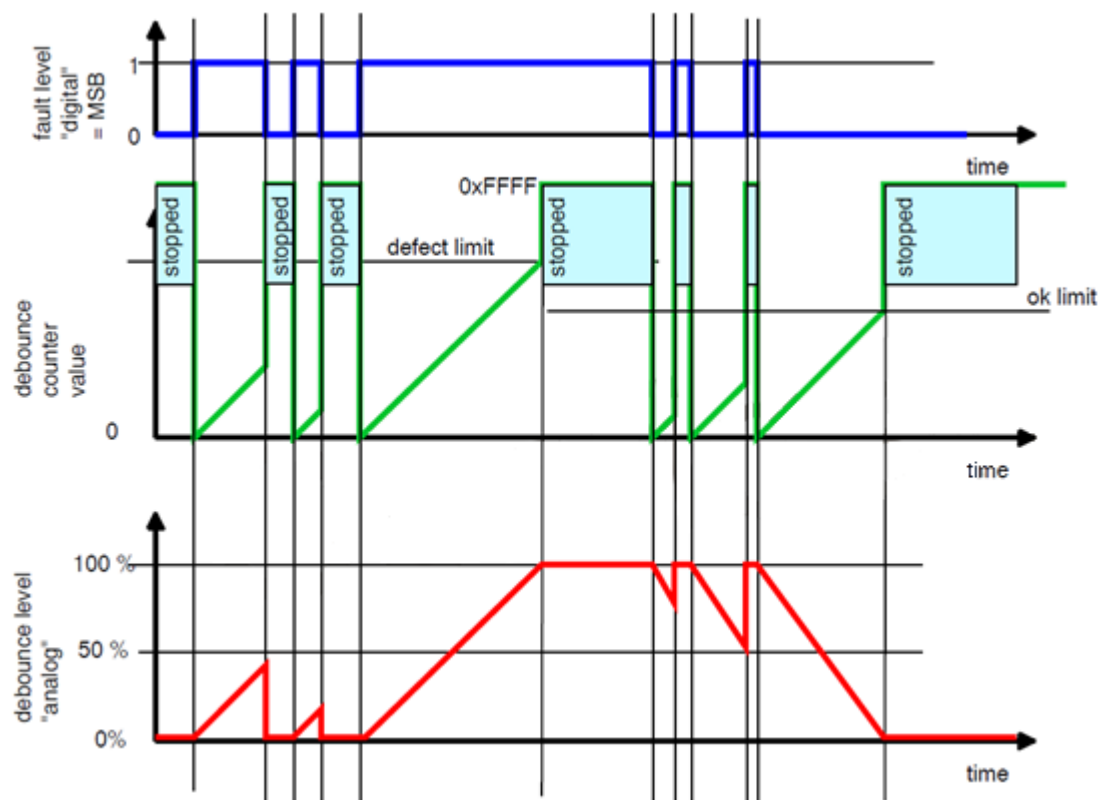 fault level
"digital"
= MSB
1
0
time
debounce
counter
value
0xFFFF
defect limit
ok limit
stopped
stopped
stopped
stopped
stopped
0
time
debounce level
"analog"
100 %
50 %
0%
time